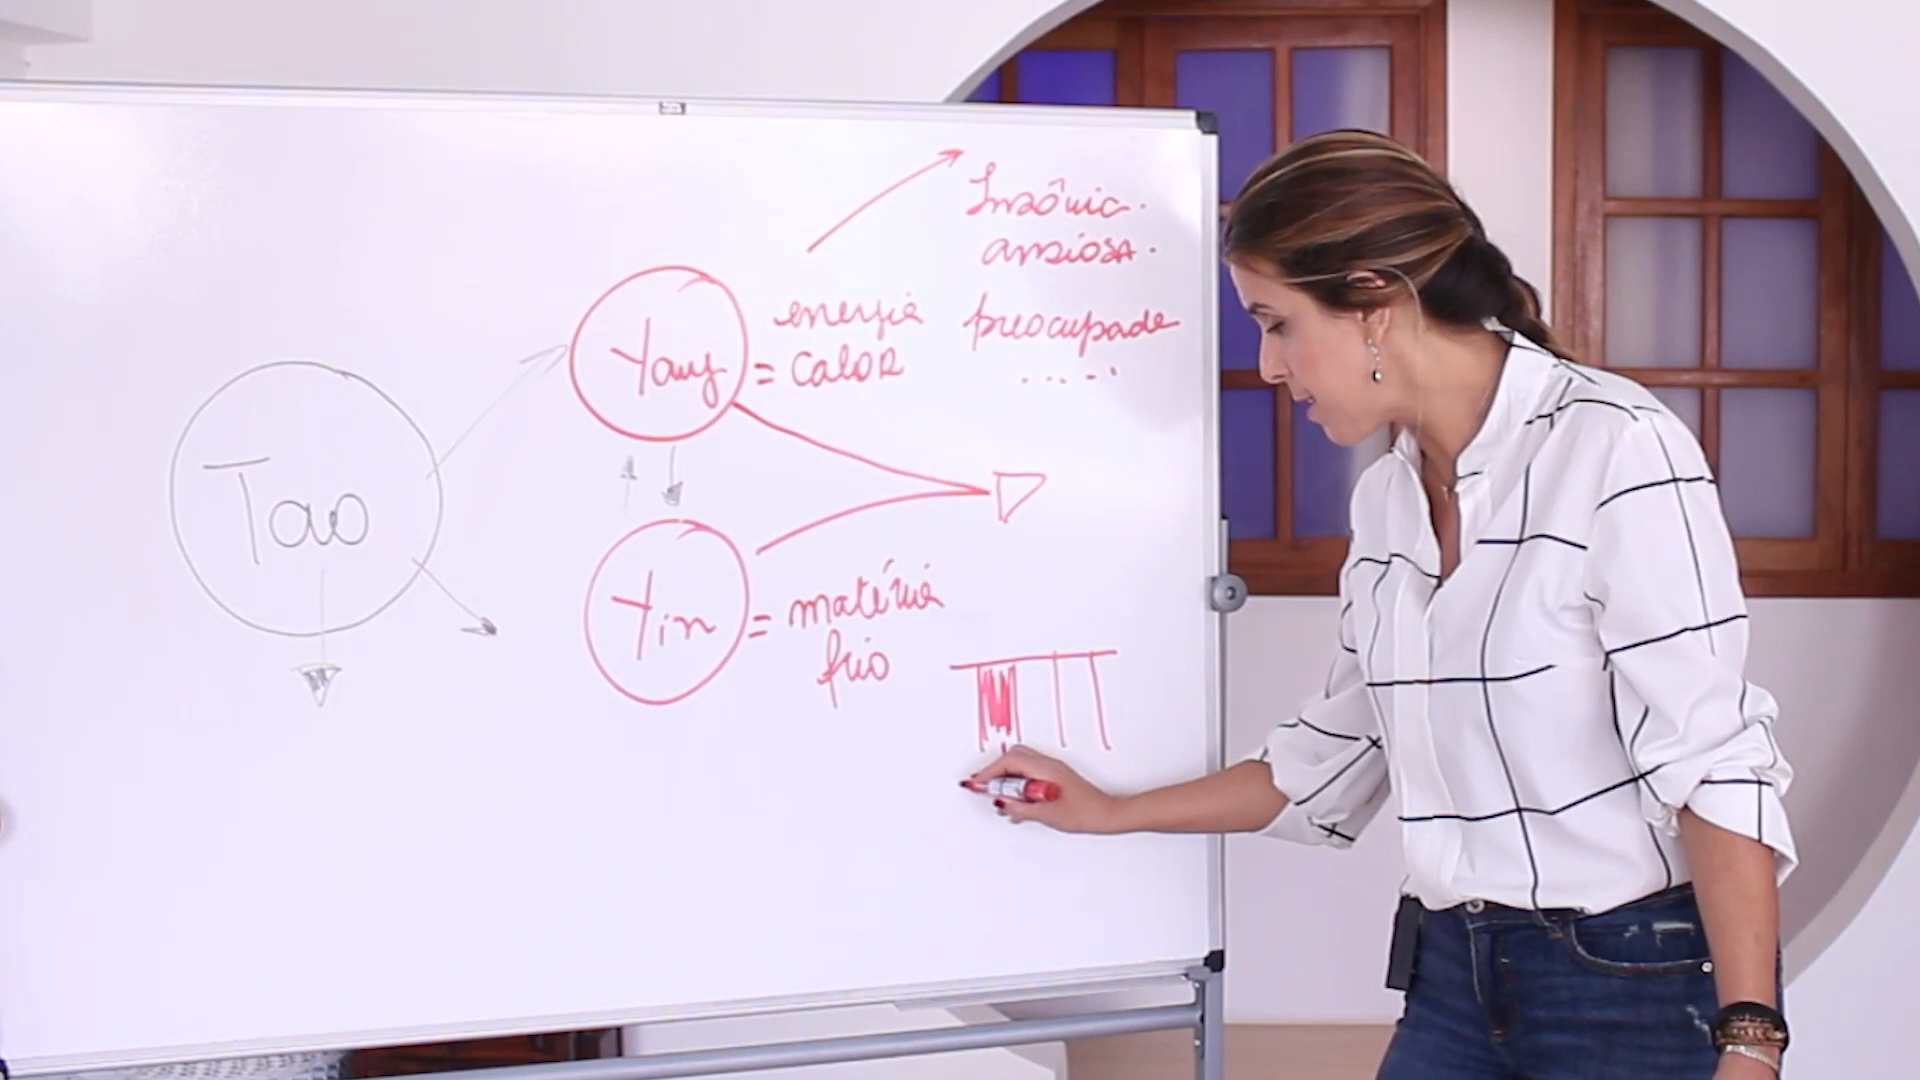 Insônia.
ansiosa.
preocupada
.....
energia
Yang = CaloR
Tao
Yin = matéria
frio